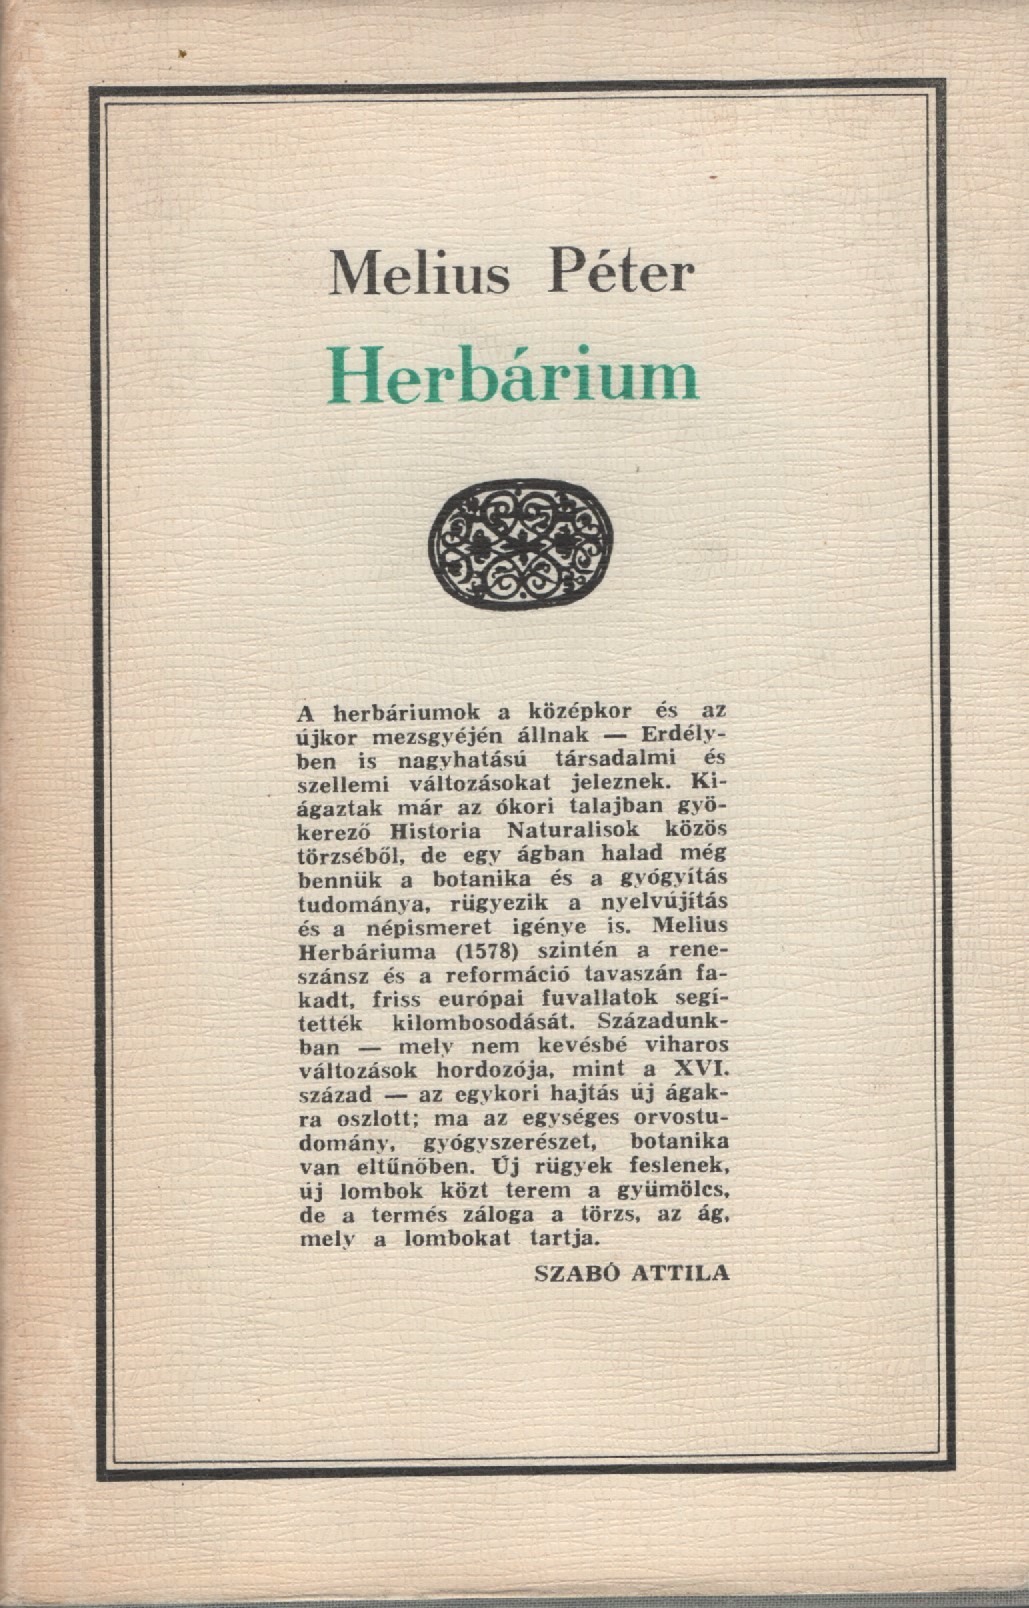 Melius Péter
Herbárium
A herbáriumok a középkor és az
újkor mezsgyéjén állnak — Erdély-
ben is nagyhatású társadalmi és
szellemi változásokat jeleznek. Ki-
ágaztak már az ókori talajban gyö-
kerező Historia Naturalisok közös
törzséből, de egy ágban halad még
bennük a botanika és a gyógyítás
tudománya, rügyezik a nyelvújítás
és a népismeret igénye is. Melius
Herbáriuma (1578) szintén a rene-
szánsz és a reformáció tavaszán fa-
kadt, friss európai fuvallatok segí-
tették kilombosodását. Századunk-
ban — mely nem kevésbé viharos
változások hordozója, mint a XVI.
század — az egykori hajtás új ágak-
ra oszlott; ma az egységes orvostu-
domány, gyógyszerészet, botanika
van eltűnőben. Új rügyek feslenek,
új lombok közt terem a gyümölcs,
de a termés záloga a törzs, az ág,
mely a lombokat tartja.
SZABÓ ATTILA